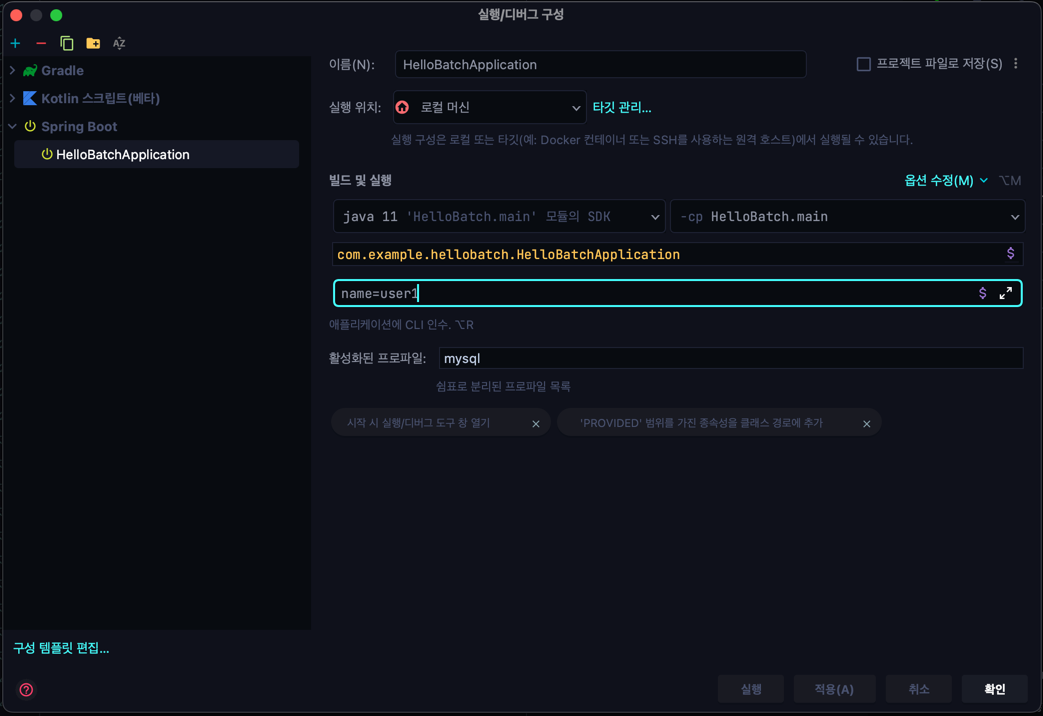 실행/디버그 구성
AZ
Gradle
Kotlin 스크립트(베타)
Spring Boot
HelloBatchApplication
구성 템플릿 편집...
?
이름(N): HelloBatchApplication 프로젝트 파일로 저장(S)
실행 위치: 로컬 머신 타깃 관리...
실행 구성은 로컬 또는 타깃(예: Docker 컨테이너 또는 SSH를 사용하는 원격 호스트)에서 실행될 수 있습니다.
빌드 및 실행 옵션 수정(M) ⌥M
java 11 'HelloBatch.main' 모듈의 SDK -cp HelloBatch.main
com.example.hellobatch.HelloBatchApplication $
name=user1 $
애플리케이션에 CLI 인수. ⌥R
활성화된 프로파일: mysql
쉼표로 분리된 프로파일 목록
시작 시 실행/디버그 도구 창 열기 × 'PROVIDED' 범위를 가진 종속성을 클래스 경로에 추가 ×
실행 적용(A) 취소 확인